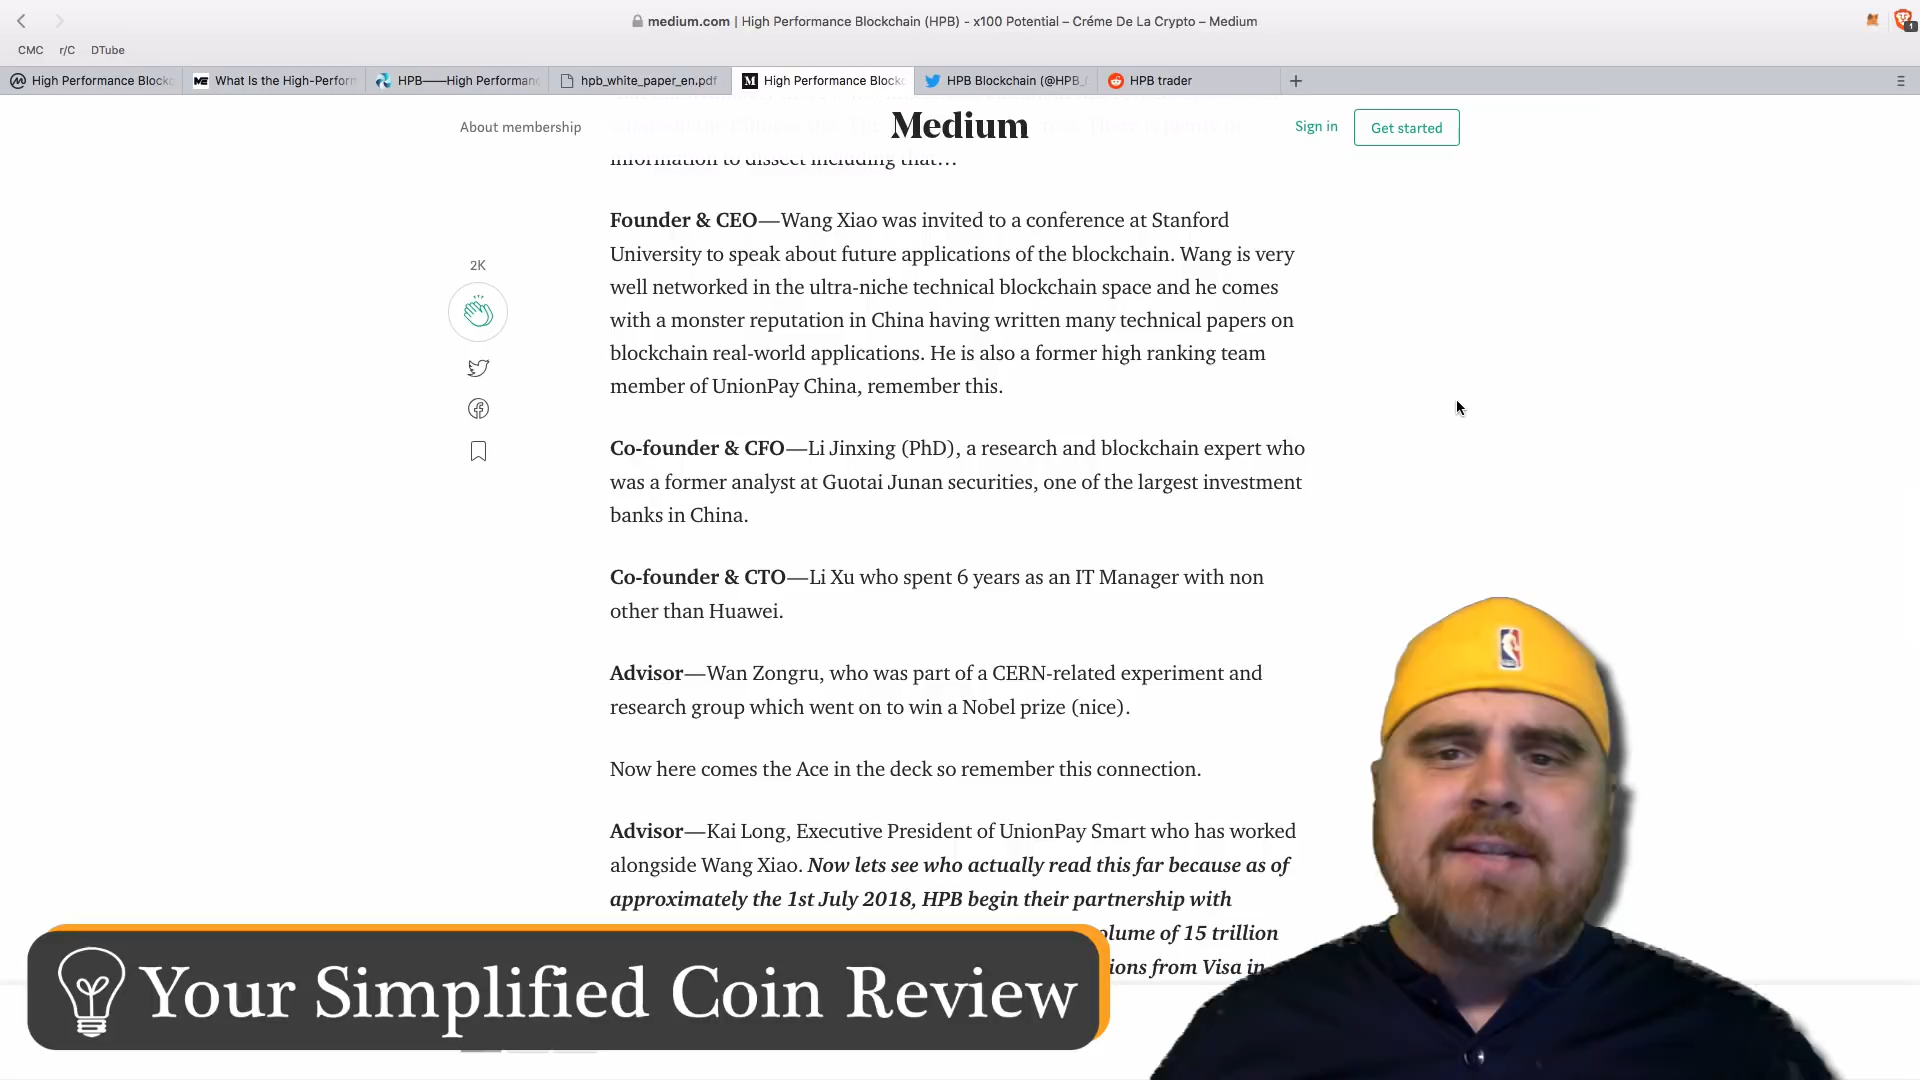 medium.com | High Performance Blockchain (HPB) - x100 Potential – Créme De La Crypto – Medium
1
CMC r/C DTube
High Performance Block
What Is the High-Perforr
HPB——High Performan
hpb_white_paper_en.pdf
High Performance Block
HPB Blockchain (@HPB_
HPB trader
About membership
Medium
Sign in
Get started
information to dissect including that…
Founder & CEO—Wang Xiao was invited to a conference at Stanford
University to speak about future applications of the blockchain. Wang is very
well networked in the ultra-niche technical blockchain space and he comes
with a monster reputation in China having written many technical papers on
blockchain real-world applications. He is also a former high ranking team
member of UnionPay China, remember this.
2K
Co-founder & CFO—Li Jinxing (PhD), a research and blockchain expert who
was a former analyst at Guotai Junan securities, one of the largest investment
banks in China.
Co-founder & CTO—Li Xu who spent 6 years as an IT Manager with non
other than Huawei.
Advisor—Wan Zongru, who was part of a CERN-related experiment and
research group which went on to win a Nobel prize (nice).
Now here comes the Ace in the deck so remember this connection.
Advisor—Kai Long, Executive President of UnionPay Smart who has worked
alongside Wang Xiao. Now lets see who actually read this far because as of
approximately the 1st July 2018, HPB begin their partnership with
olume of 15 trillion
ions from Visa in
Your Simplified Coin Review